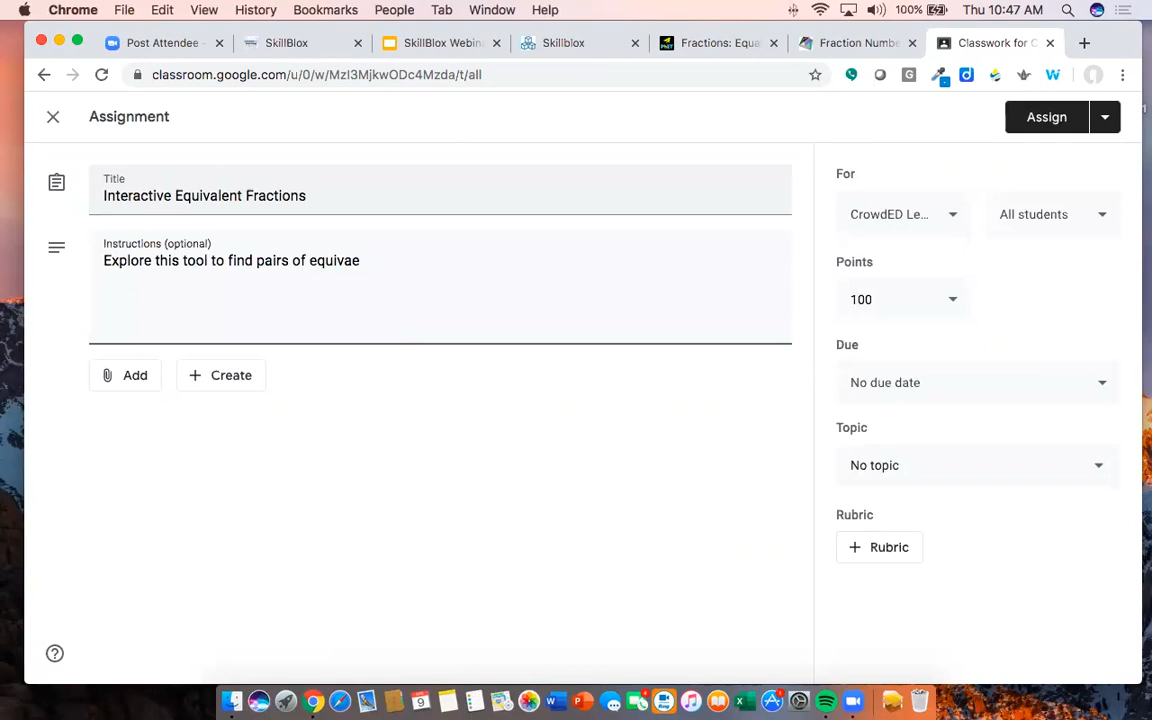 Chrome File Edit View History Bookmarks People Tab Window Help 100% Thu 10:47 AM
Post Attendee - SkillBlox SkillBlox Webin Skillblox Fractions: Equa Fraction Numbe Classwork for C
classroom.google.com/u/0/w/MzI3MjkwODc4Mzda/t/all
Assignment
Assign
Title
Interactive Equivalent Fractions
Instructions (optional)
Explore this tool to find pairs of equivae
Add
Create
For
CrowdED Le...
All students
Points
100
Due
No due date
Topic
No topic
Rubric
Rubric